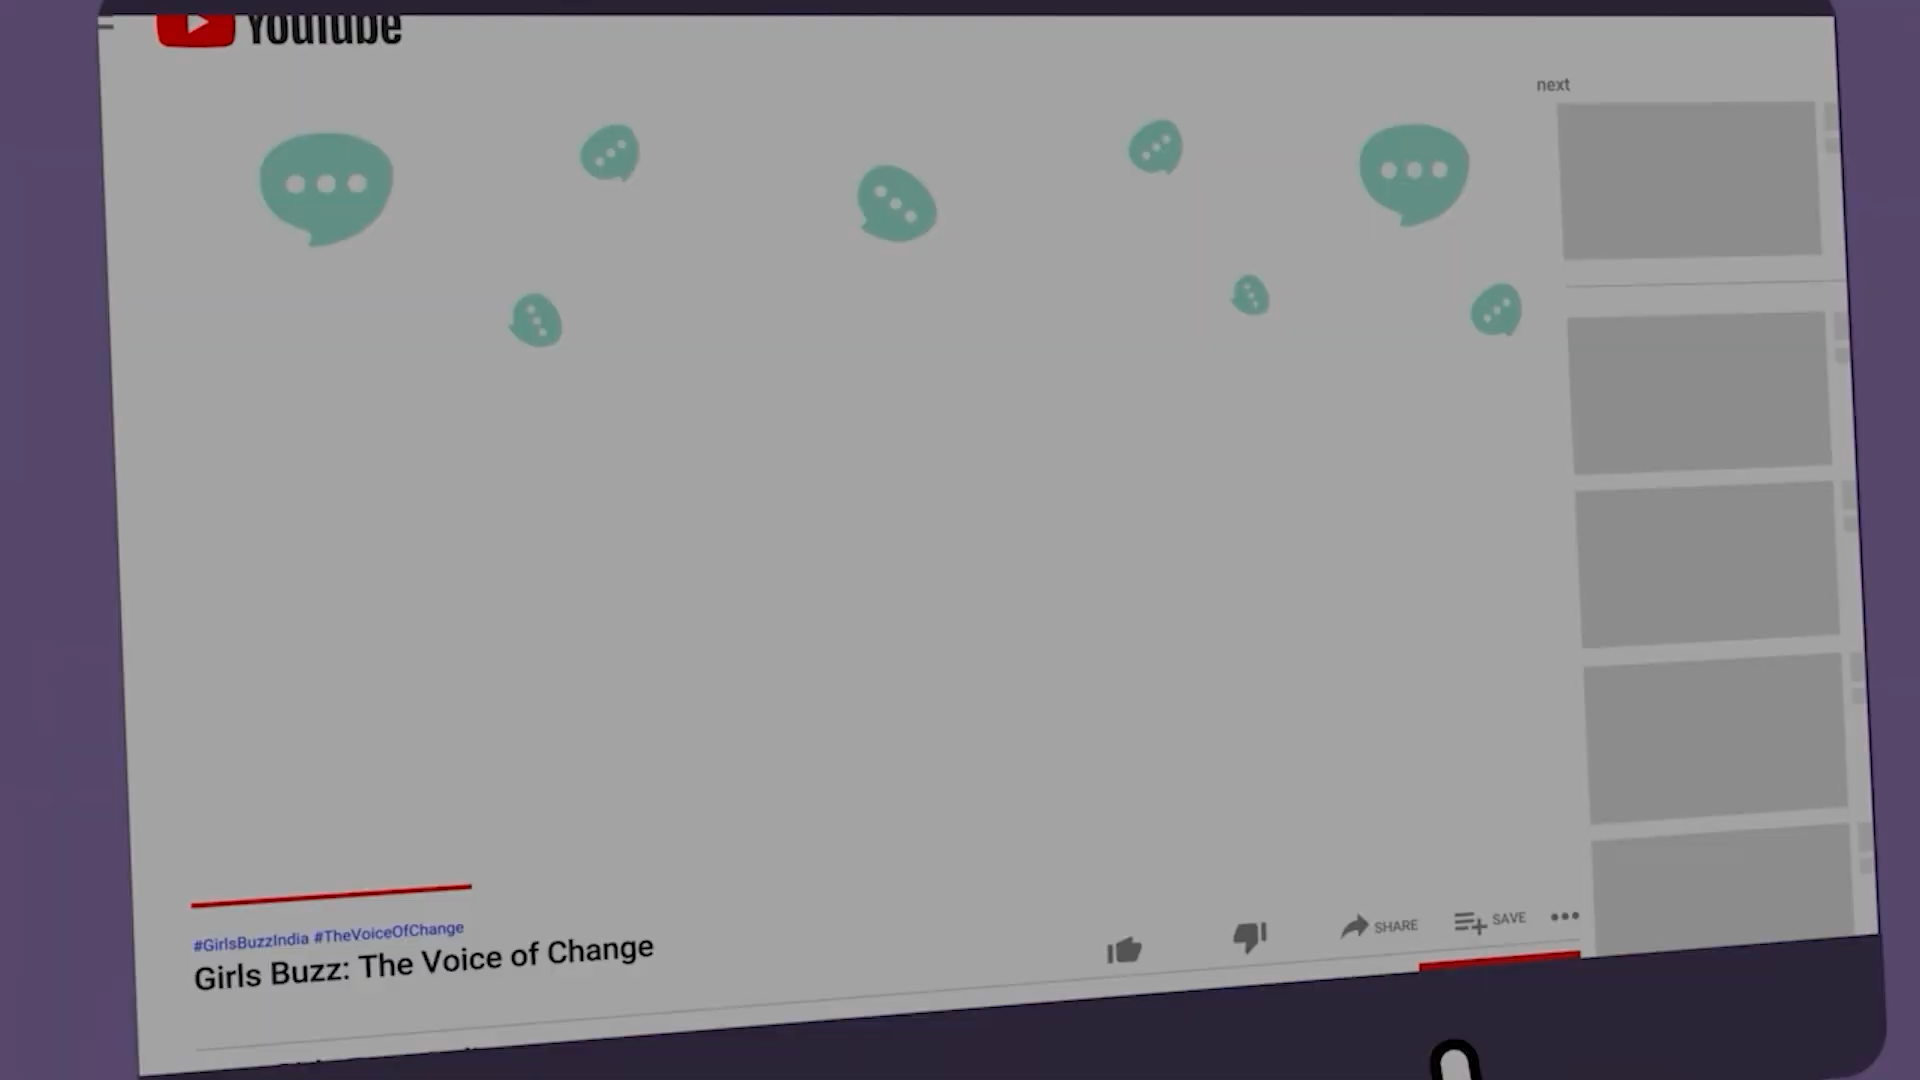 YouTube
next
#GirlsBuzzIndia #TheVoiceOfChange
Girls Buzz: The Voice of Change
SHARE
SAVE